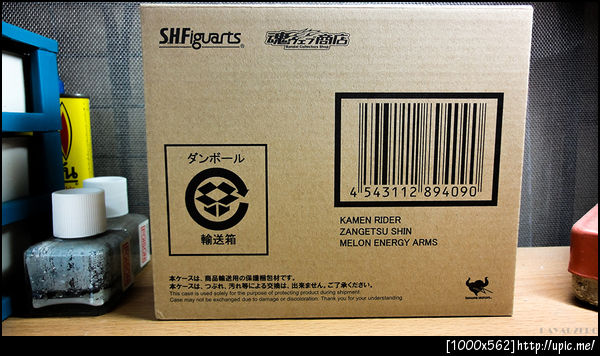 S.H.Figuarts
魂ウェブ商店
Bandai Collectors Shop
ダンボール
輸送箱
4 543112 894090
KAMEN RIDER
ZANGETSU SHIN
MELON ENERGY ARMS
本ケースは、商品輸送用の保護梱包材です。
本ケースは、つぶれ、汚れ等による交換は、出来ません。ご了承ください。
This case is used solely for the purpose of protecting product during shipment.
Case may not be exchanged due to damage or discoloration. Thank you for your understanding
TAMASHII NATIONS
[1000x562]http://upic.me/